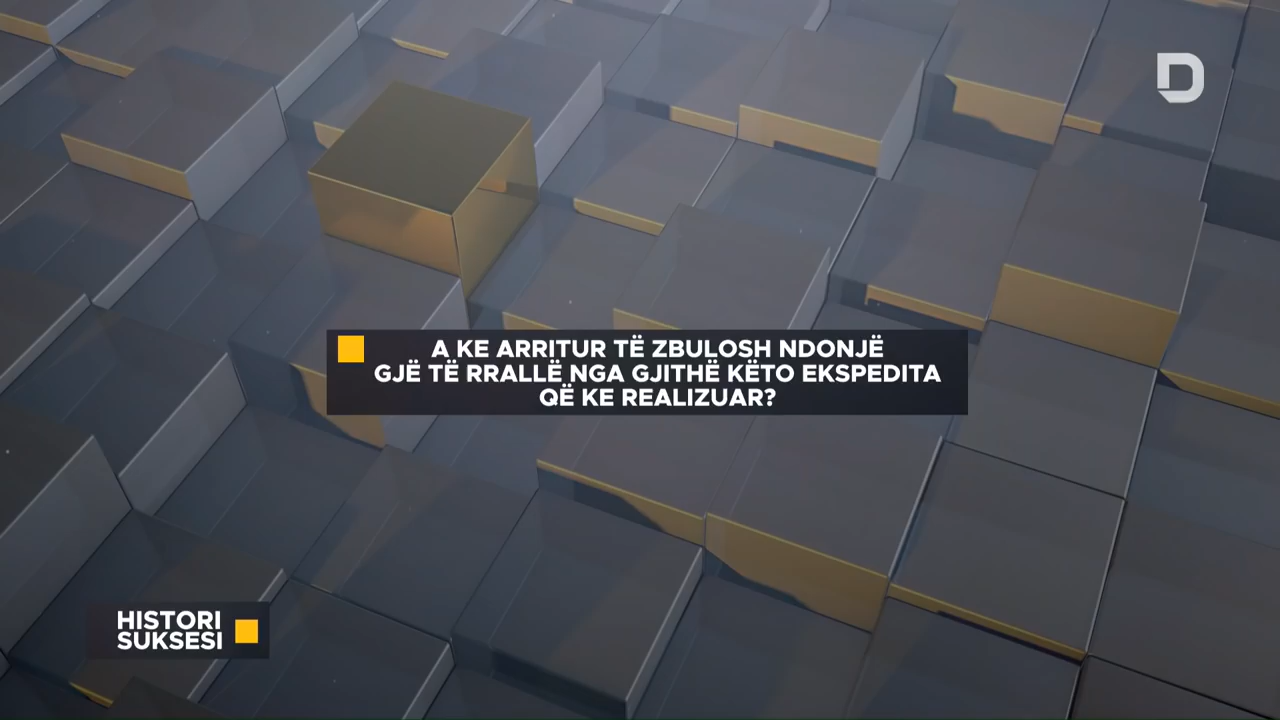 D
A KE ARRITUR TË ZBULOSH NDONJË
GJË TË RRALLË NGA GJITHË KËTO EKSPEDITA
QË KE REALIZUAR?
HISTORI
SUKSESI